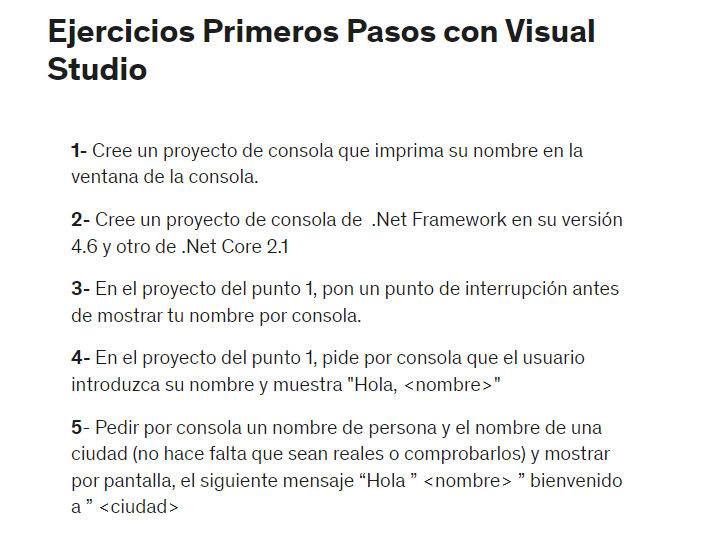 Ejercicios Primeros Pasos con Visual
Studio
1- Cree un proyecto de consola que imprima su nombre en la
ventana de la consola.
2- Cree un proyecto de consola de  .Net Framework en su versión
4.6 y otro de .Net Core 2.1
3- En el proyecto del punto 1, pon un punto de interrupción antes
de mostrar tu nombre por consola.
4- En el proyecto del punto 1, pide por consola que el usuario
introduzca su nombre y muestra "Hola, <nombre>"
5- Pedir por consola un nombre de persona y el nombre de una
ciudad (no hace falta que sean reales o comprobarlos) y mostrar
por pantalla, el siguiente mensaje “Hola ” <nombre> ” bienvenido
a ” <ciudad>